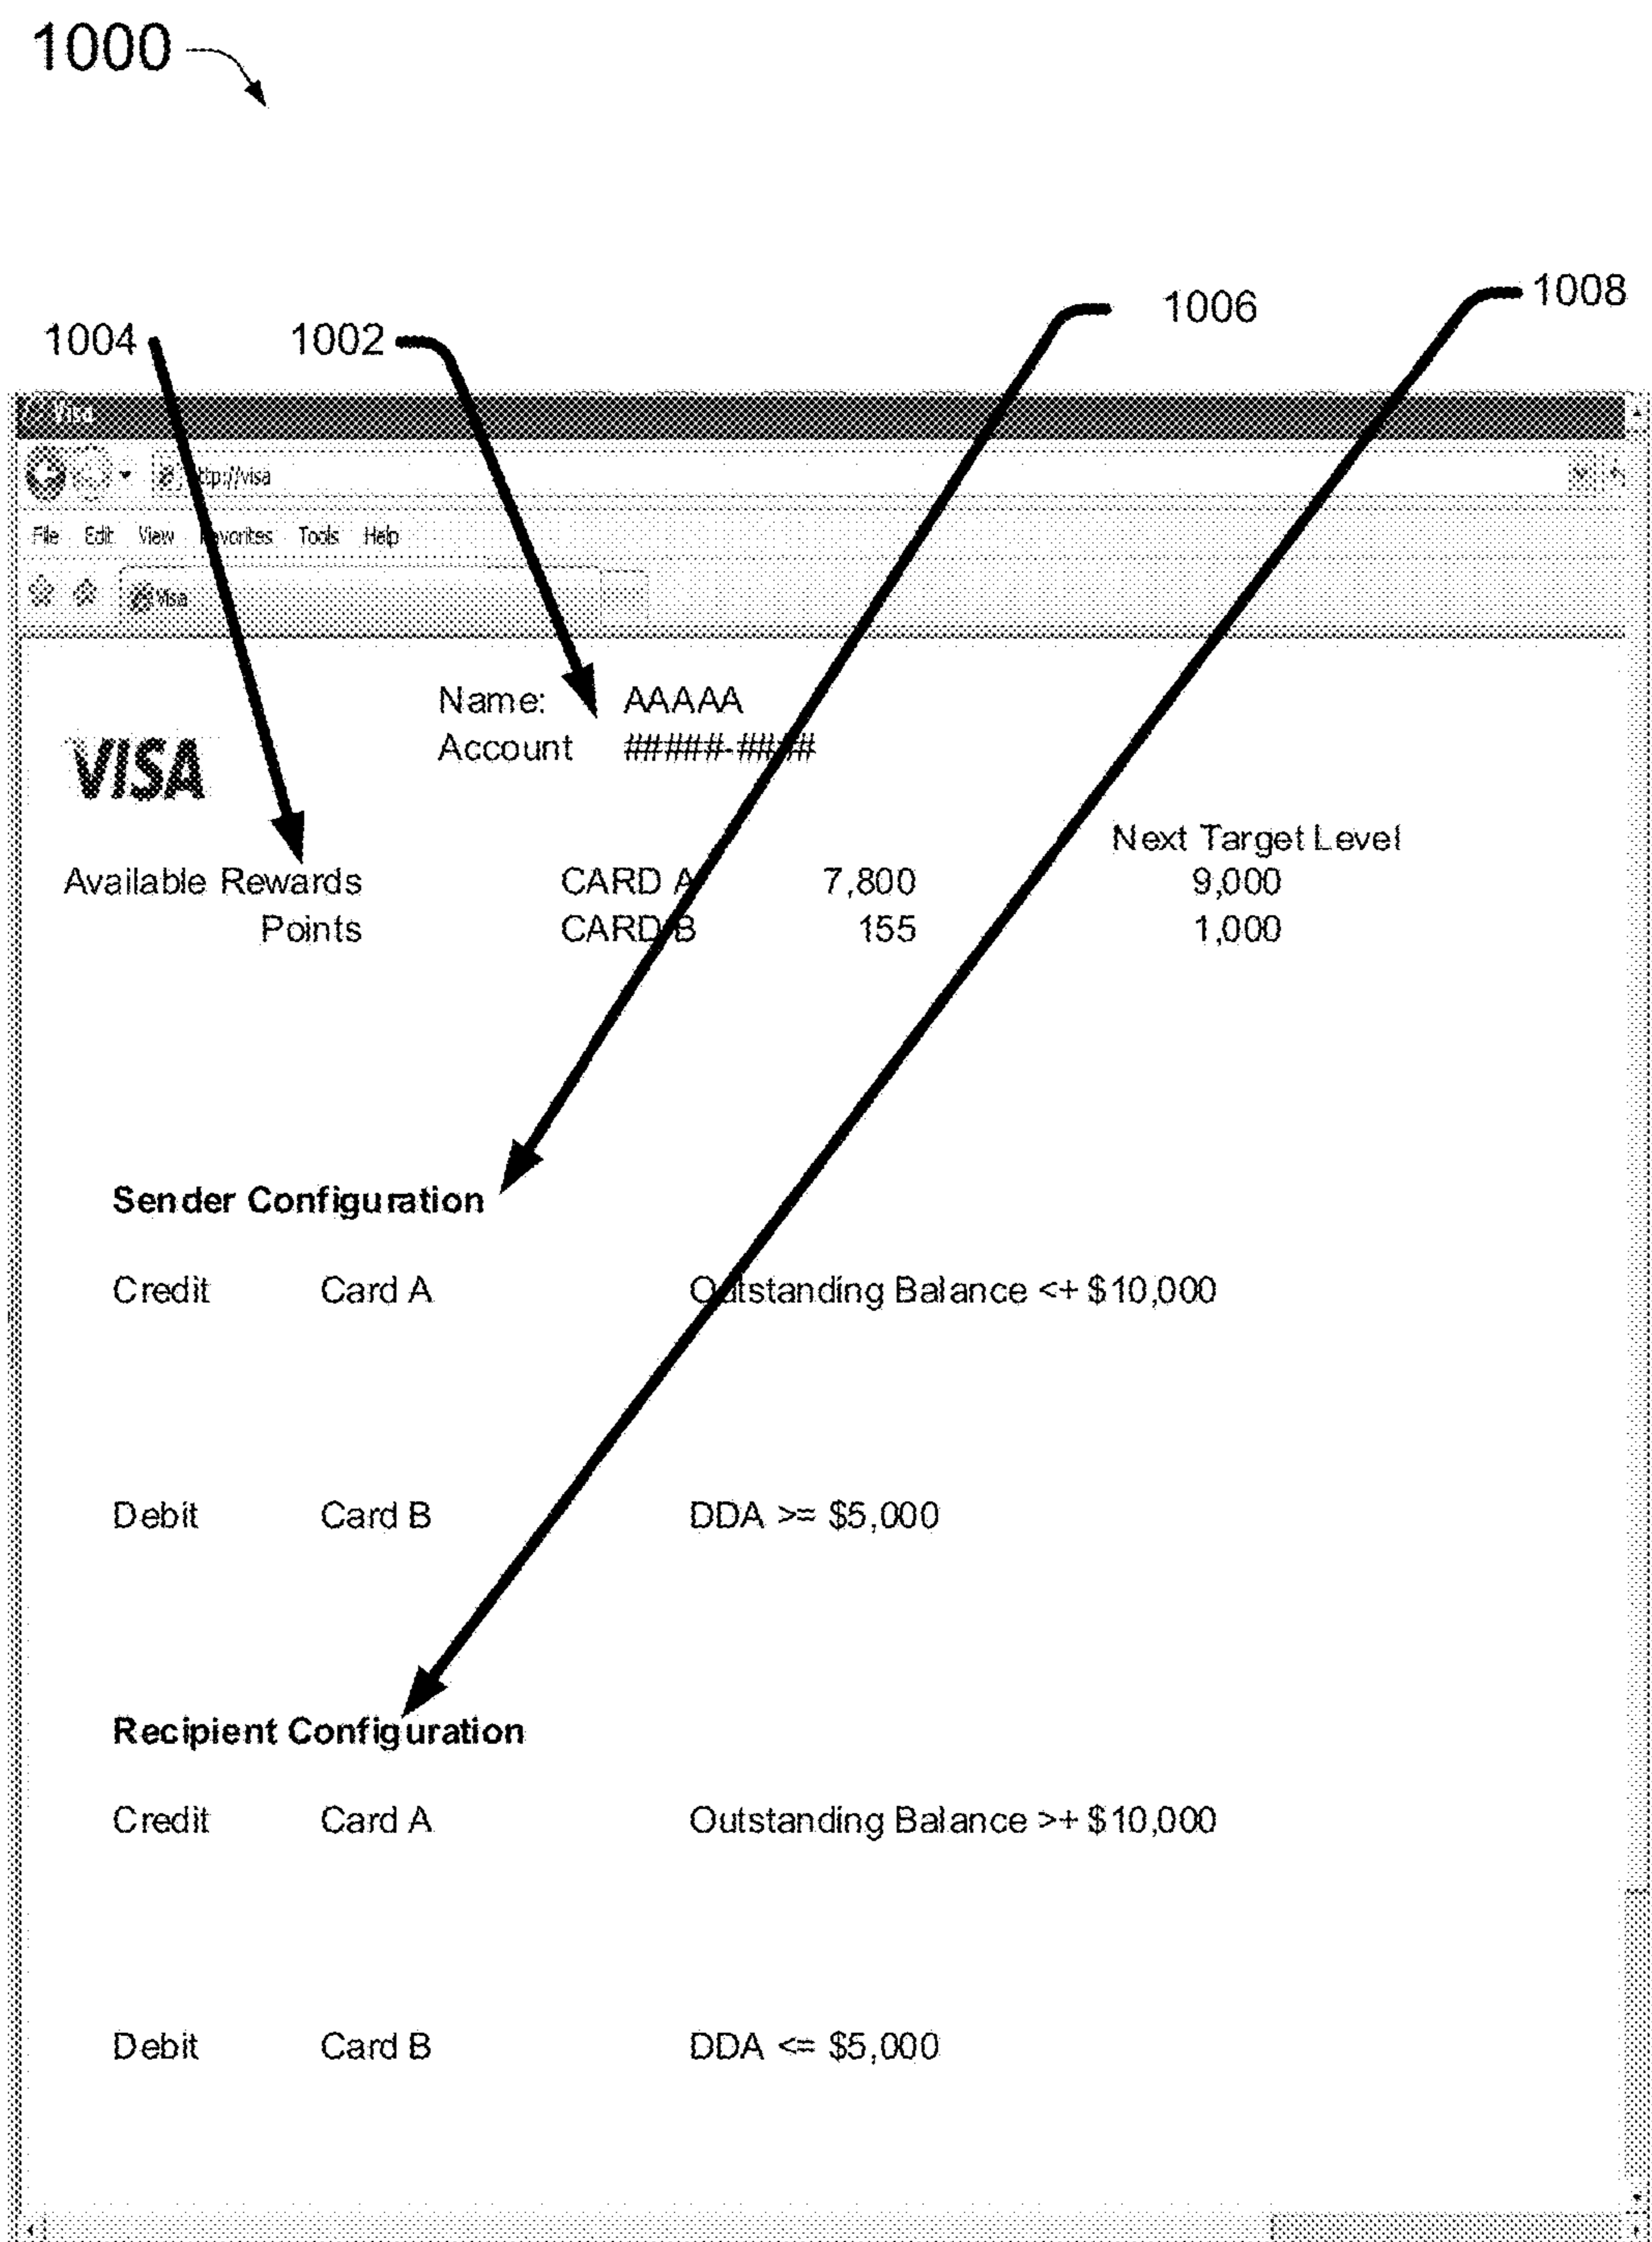 1000
1006 1008
1004 1002
Visa
ttp://visa
File Edit View Favorites Tools Help
Visa
Name: AAAAA
Account #####-####
VISA
Next Target Level
Available Rewards CARD A 7,800 9,000
Points CARD B 155 1,000
Sender Configuration
Credit Card A Outstanding Balance <+ $10,000
Debit Card B DDA >= $5,000
Recipient Configuration
Credit Card A Outstanding Balance >+ $10,000
Debit Card B DDA <= $5,000